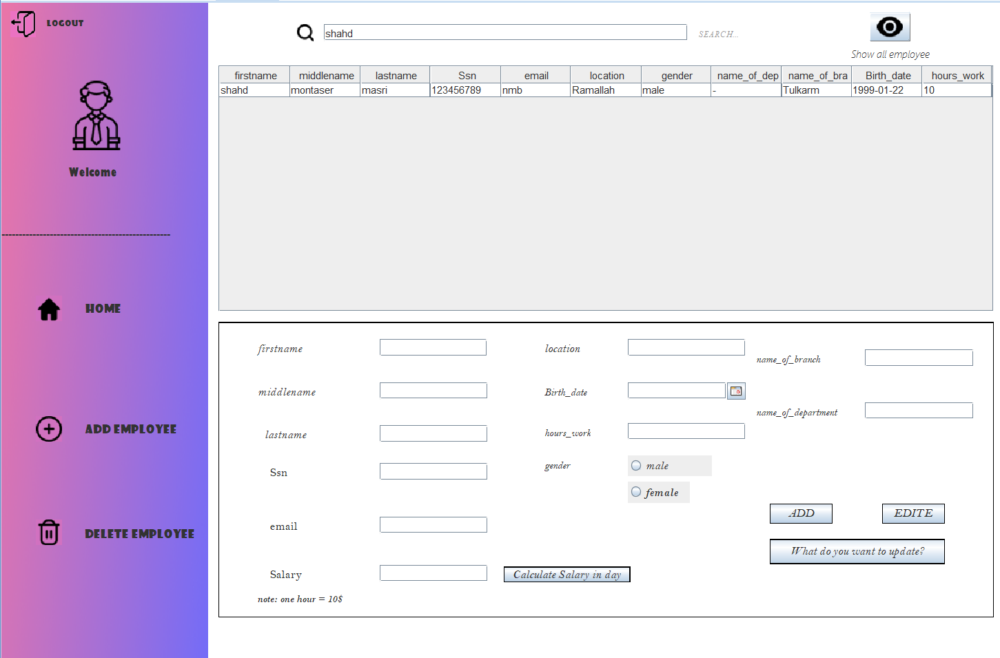 LOGOUT
Welcome
------------------------------------------------
HOME
ADD EMPLOYEE
DELETE EMPLOYEE
shahd
SEARCH...
Show all employee
firstname middlename lastname Ssn email location gender name_of_dep name_of_bra Birth_date hours_work
shahd montaser masri 123456789 nmb Ramallah male - Tulkarm 1999-01-22 10
firstname
middlename
lastname
Ssn
email
Salary
note: one hour = 10$
Calculate Salary in day
location
Birth_date
hours_work
gender
male
female
name_of_branch
name_of_department
ADD
EDITE
What do you want to update?